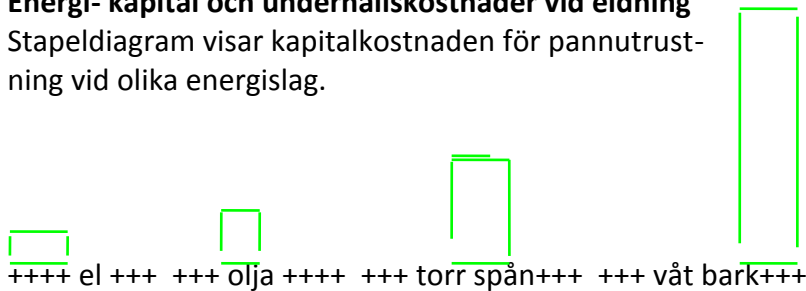 Energi- kapital och underhållskostnader vid eldning
Stapeldiagram visar kapitalkostnaden för pannutrust-
ning vid olika energislag.
++++ el +++  +++ olja ++++  +++ torr spån+++  +++ våt bark+++